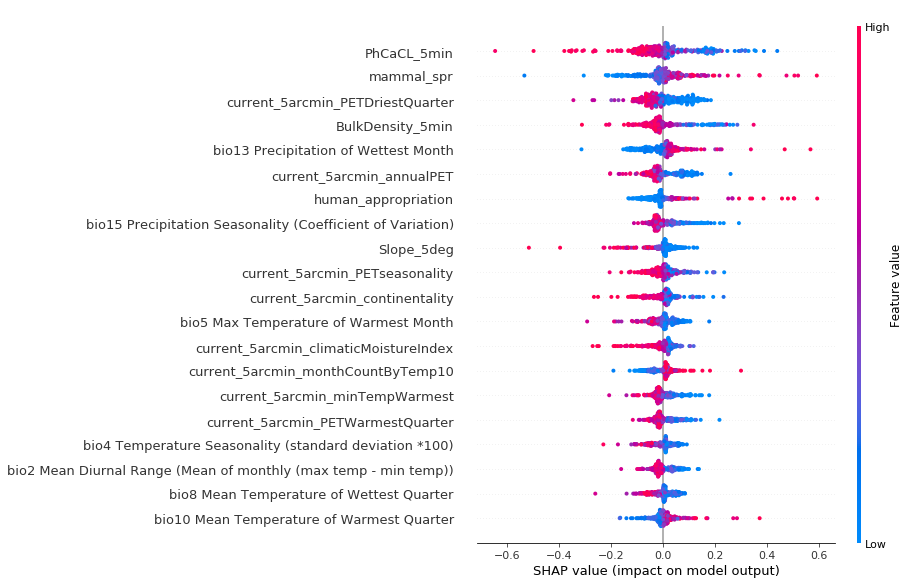 High
PhCaCL_5min
mammal_spr
current_5arcmin_PETDriestQuarter
BulkDensity_5min
bio13 Precipitation of Wettest Month
current_5arcmin_annualPET
human_appropriation
bio15 Precipitation Seasonality (Coefficient of Variation)
Slope_5deg
current_5arcmin_PETseasonality
current_5arcmin_continentality
bio5 Max Temperature of Warmest Month
current_5arcmin_climaticMoistureIndex
current_5arcmin_monthCountByTemp10
current_5arcmin_minTempWarmest
current_5arcmin_PETWarmestQuarter
bio4 Temperature Seasonality (standard deviation *100)
bio2 Mean Diurnal Range (Mean of monthly (max temp - min temp))
bio8 Mean Temperature of Wettest Quarter
bio10 Mean Temperature of Warmest Quarter
Feature value
Low
−0.6 −0.4 −0.2 0.0 0.2 0.4 0.6
SHAP value (impact on model output)